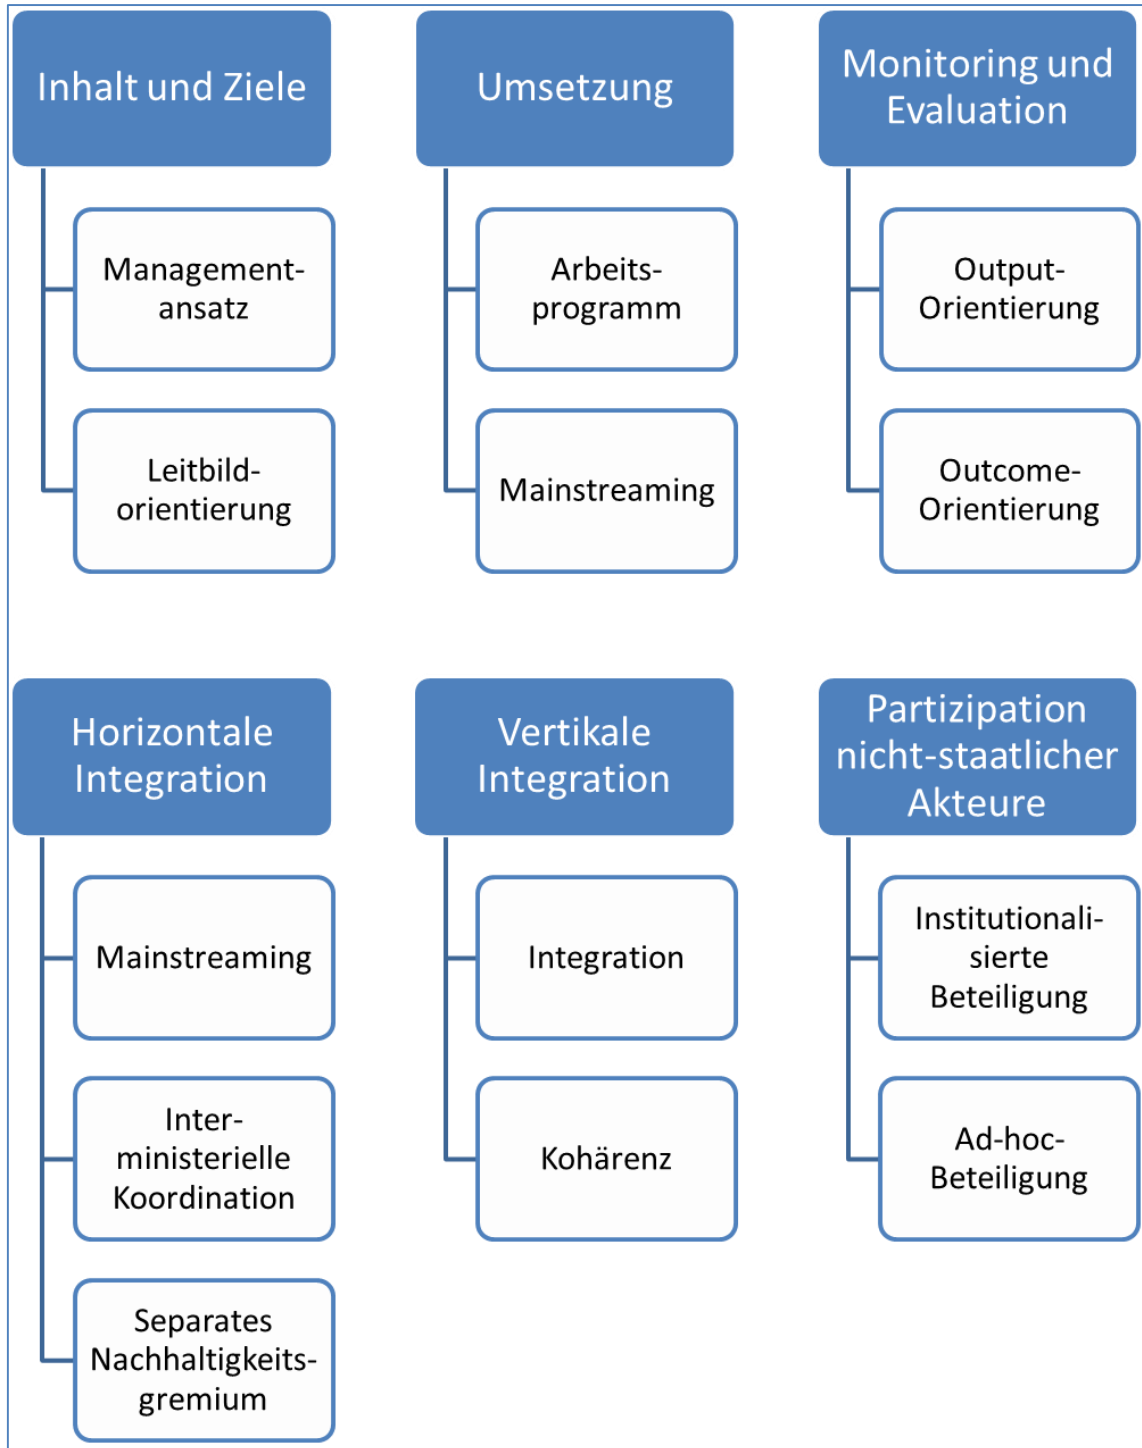 Inhalt und Ziele
Management-
ansatz
Leitbild-
orientierung
Umsetzung
Arbeits-
programm
Mainstreaming
Monitoring und
Evaluation
Output-
Orientierung
Outcome-
Orientierung
Horizontale
Integration
Mainstreaming
Inter-
ministerielle
Koordination
Separates
Nachhaltigkeits-
gremium
Vertikale
Integration
Integration
Kohärenz
Partizipation
nicht-staatlicher
Akteure
Institutionali-
sierte
Beteiligung
Ad-hoc-
Beteiligung